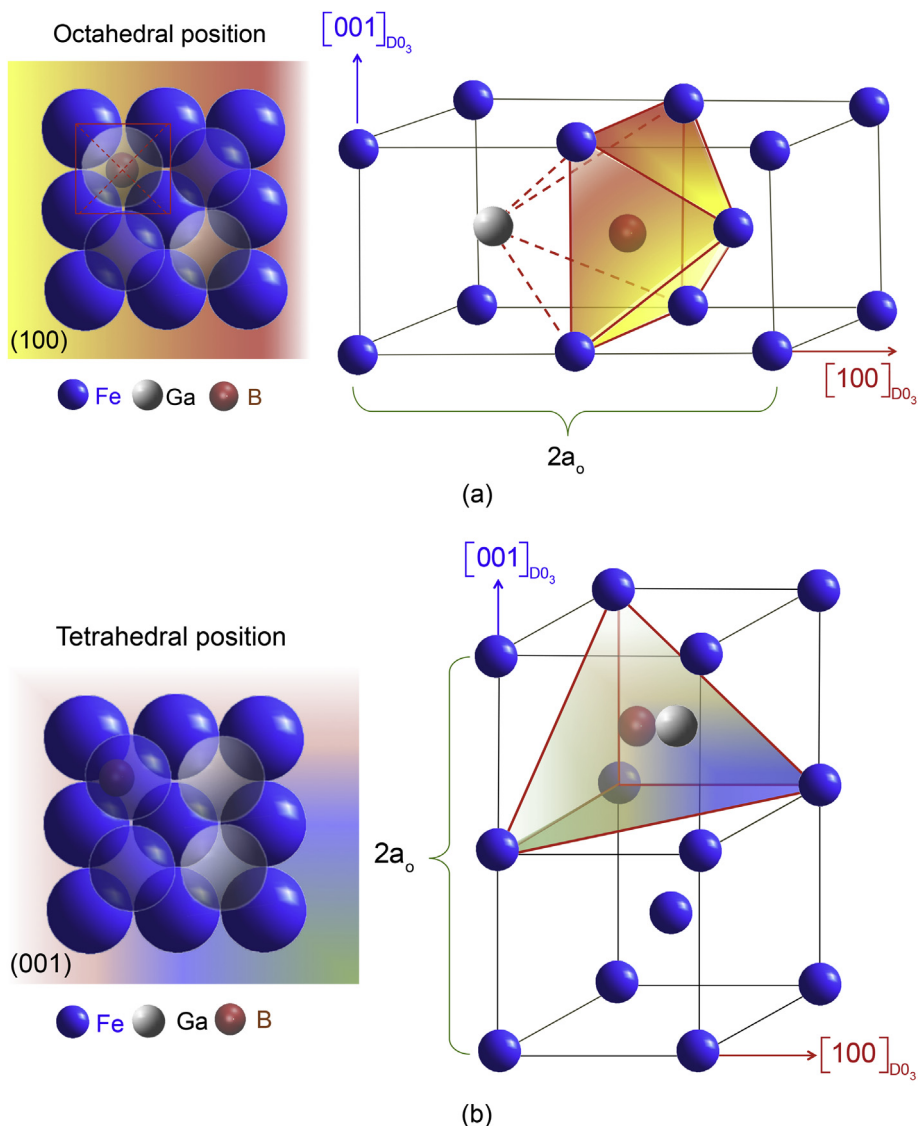 Octahedral position
[001]D0₃
(100)
Fe Ga B
[100]D0₃
2aₒ
(a)
[001]D0₃
Tetrahedral position
2aₒ
(001)
Fe Ga B
[100]D0₃
(b)